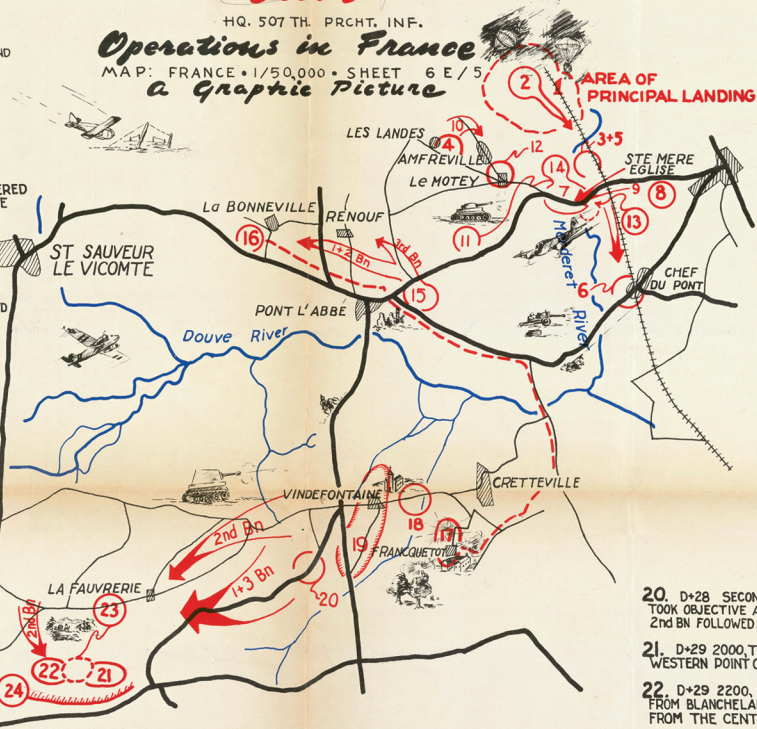 HQ. 507 TH. PRCHT. INF.
Operations in France
MAP: FRANCE • 1/50,000 • SHEET 6 E/5
A Graphic Picture
2
1
AREA OF
PRINCIPAL LANDING
10
LES LANDES
4
12
3+5
AMFREVILLE
14
STE MERE
EGLISE
Le MOTEY
7
9
8
La BONNEVILLE
RENOUF
16
1+2 Bn
3rd Bn
11
13
Merderet
River
ST SAUVEUR
LE VICOMTE
6
CHEF
DU PONT
15
PONT L'ABBE
Douve River
VINDEFONTAINE
CRETTEVILLE
18
2nd Bn
19
17
FRANCQUETOT
1+3 Bn
20
LA FAUVRERIE
23
2nd Bn
22
21
24
20. D+28 SECON
TOOK OBJECTIVE A
2nd BN FOLLOWED
21. D+29 2000, T
WESTERN POINT O
22. D+29 2200,
FROM BLANCHELA
FROM THE CENT